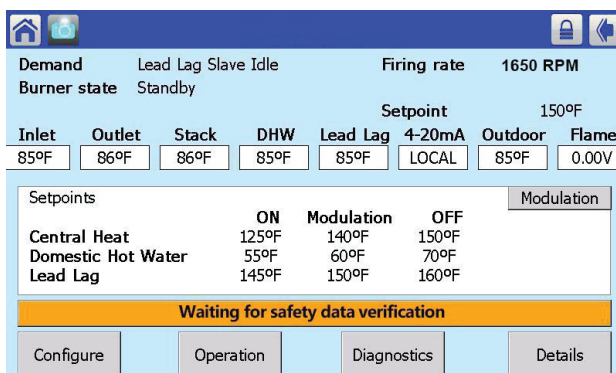 Demand Lead Lag Slave Idle Firing rate 1650 RPM
Burner state Standby
Setpoint 150ºF
Inlet Outlet Stack DHW Lead Lag 4-20mA Outdoor Flame
85ºF 86ºF 86ºF 85ºF 85ºF LOCAL 85ºF 0.00V
Setpoints Modulation
ON Modulation OFF
Central Heat 125ºF 140ºF 150ºF
Domestic Hot Water 55ºF 60ºF 70ºF
Lead Lag 145ºF 150ºF 160ºF
Waiting for safety data verification
Configure Operation Diagnostics Details